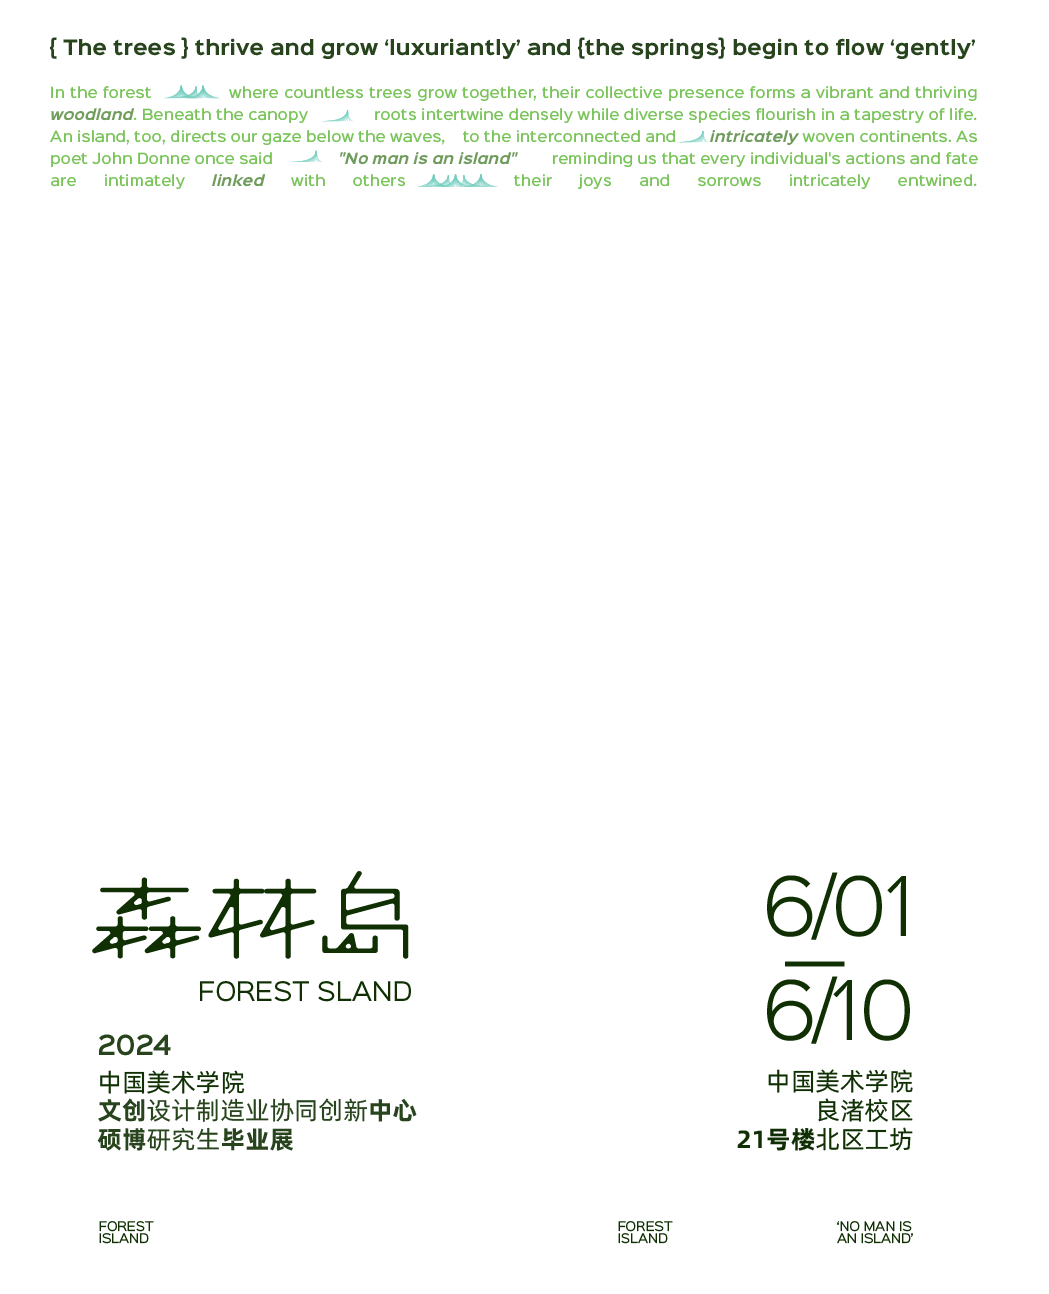 { The trees } thrive and grow ‘luxuriantly’ and {the springs} begin to flow ‘gently’
In the forest where countless trees grow together, their collective presence forms a vibrant and thriving
woodland. Beneath the canopy roots intertwine densely while diverse species flourish in a tapestry of life.
An island, too, directs our gaze below the waves, to the interconnected and intricately woven continents. As
poet John Donne once said "No man is an island" reminding us that every individual's actions and fate
are intimately linked with others their joys and sorrows intricately entwined.
森林岛
FOREST SLAND
2024
中国美术学院
文创设计制造业协同创新中心
硕博研究生毕业展
6/01
—
6/10
中国美术学院
良渚校区
21号楼北区工坊
FOREST
ISLAND
FOREST
ISLAND
‘NO MAN IS
AN ISLAND’